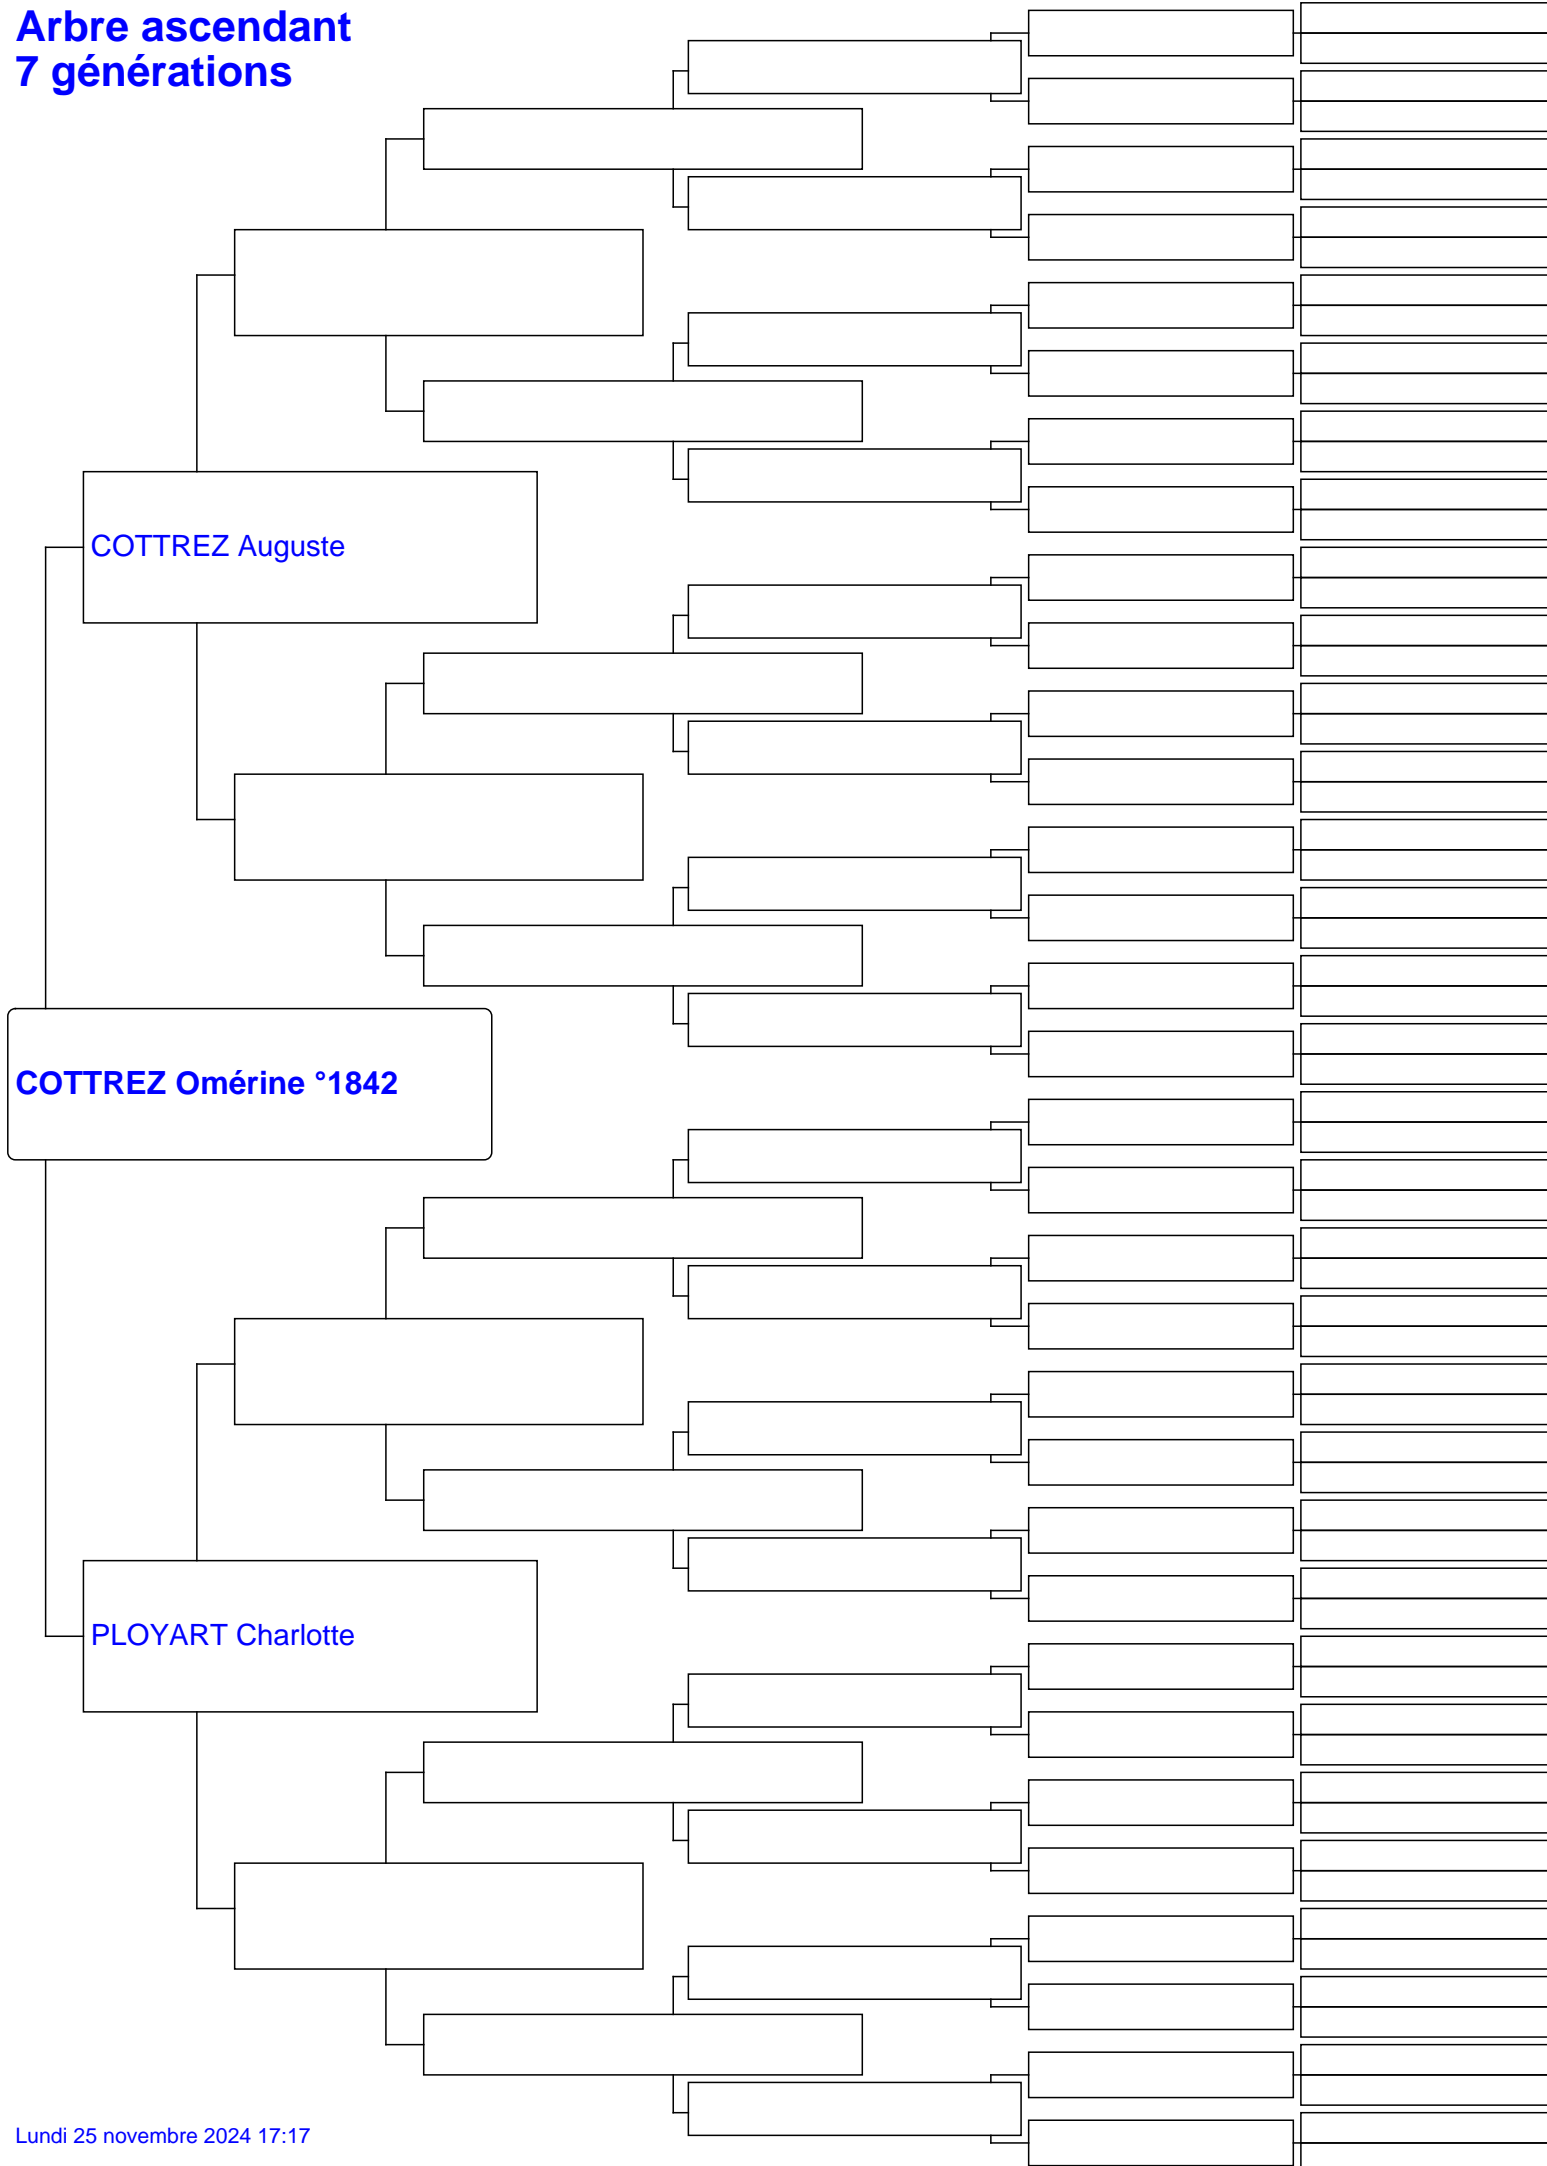 Arbre ascendant
7 générations
COTTREZ Auguste
COTTREZ Omérine °1842
PLOYART Charlotte
Lundi 25 novembre 2024 17:17